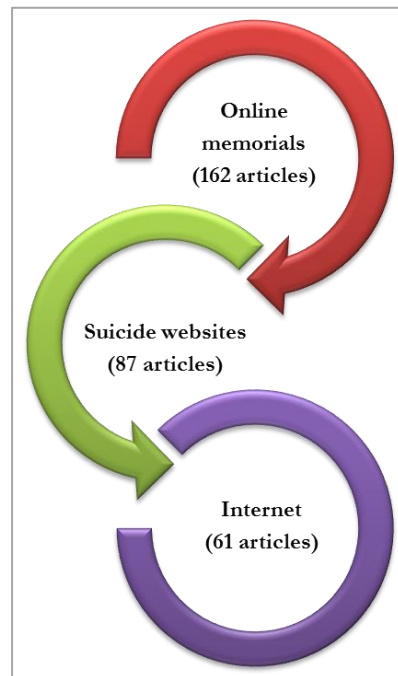 Online
memorials
(162 articles)
Suicide websites
(87 articles)
Internet
(61 articles)